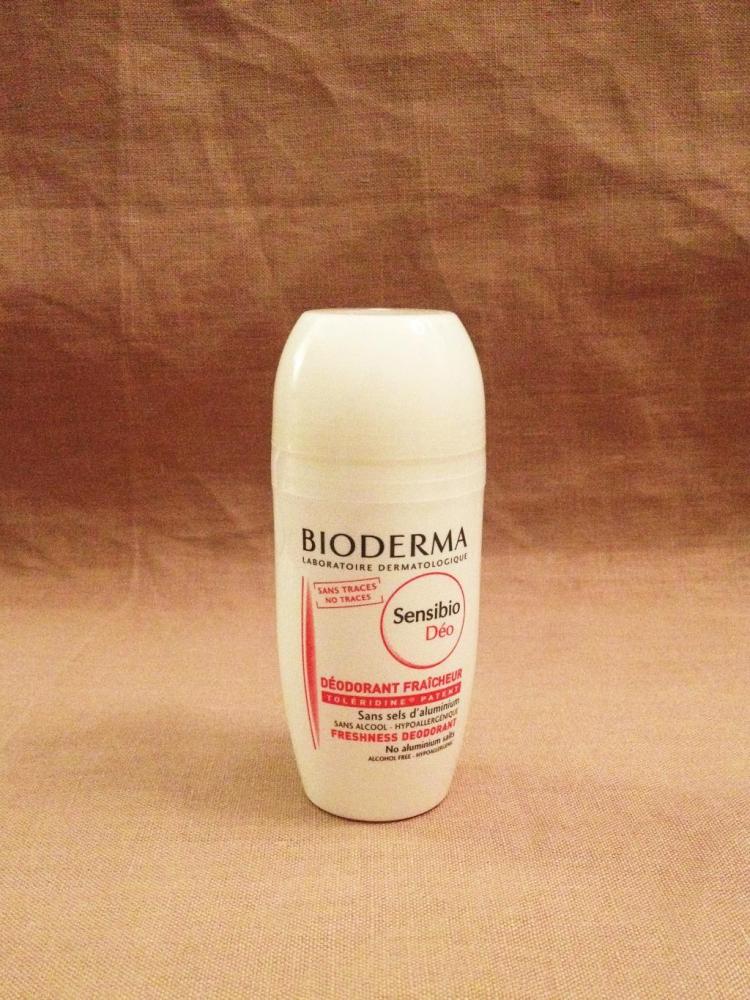 BIODERMA
LABORATOIRE DERMATOLOGIQUE
SANS TRACES
NO TRACES
Sensibio
Déo
DÉODORANT FRAÎCHEUR
TOLÉRIDINE® PATENT
Sans sels d'aluminium
SANS ALCOOL - HYPOALLERGÉNIQUE
FRESHNESS DEODORANT
No aluminium salts
ALCOHOL FREE - HYPOALLERGENIC